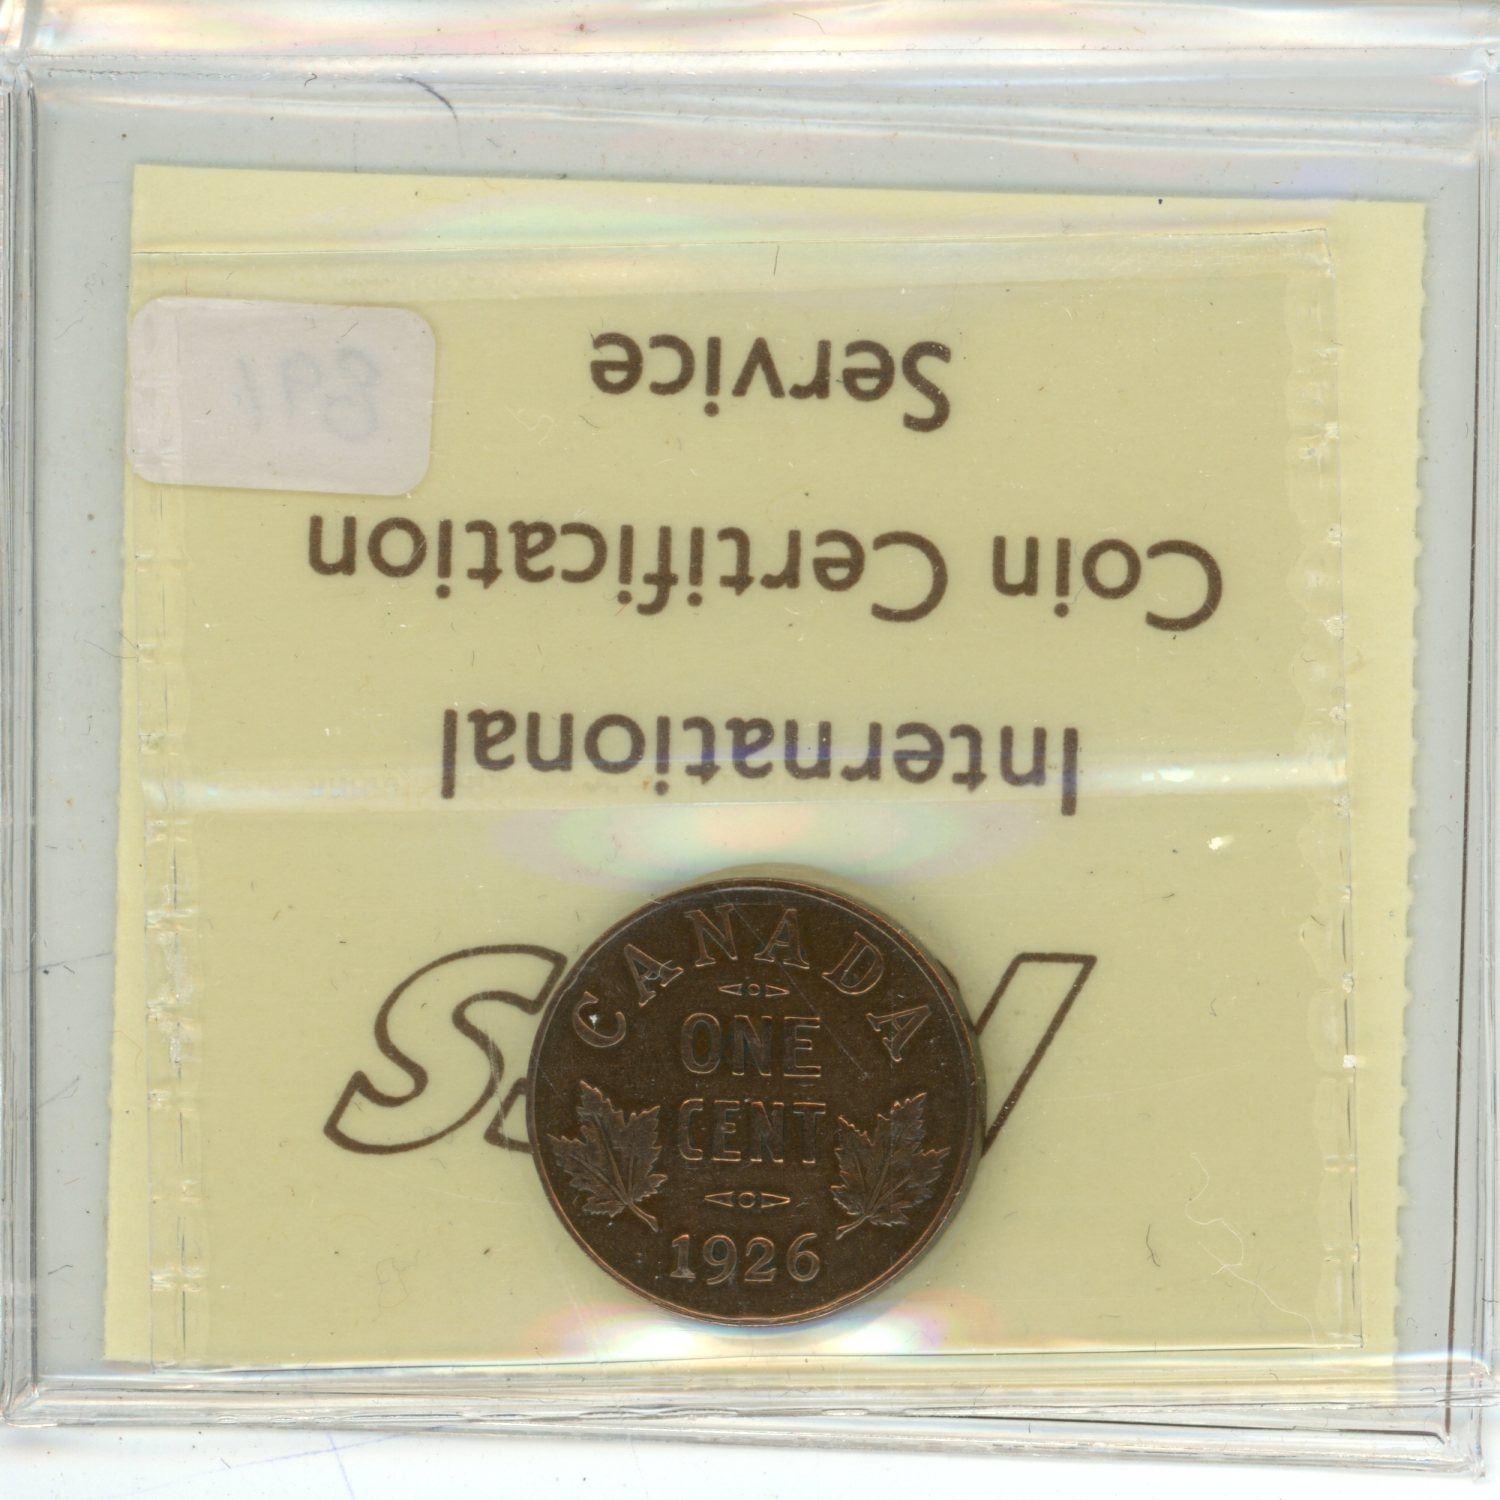 Service
Coin Certification
International
CANADA
ONE
CENT
1926